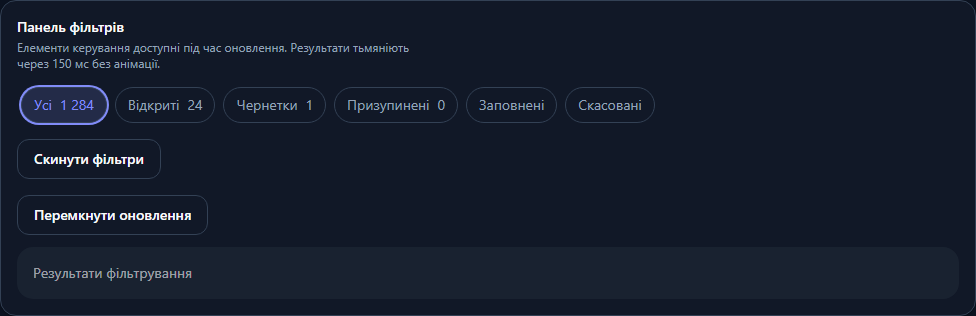 Панель фільтрів
Елементи керування доступні під час оновлення. Результати тьмяніють
через 150 мс без анімації.
Усі 1 284 Відкриті 24 Чернетки 1 Призупинені 0 Заповнені Скасовані
Скинути фільтри
Перемкнути оновлення
Результати фільтрування